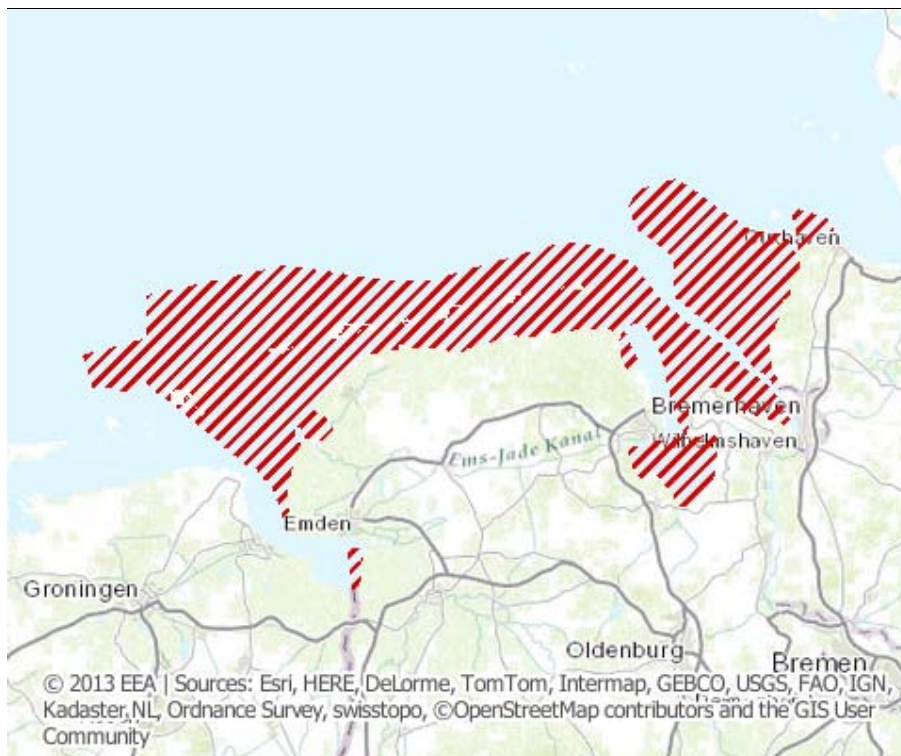 Cuxhaven
Bremerhaven
Wilhelmshaven
Ems-Jade Kanal
Emden
Groningen
Oldenburg
Bremen
© 2013 EEA | Sources: Esri, HERE, DeLorme, TomTom, Intermap, GEBCO, USGS, FAO, IGN,
Kadaster NL, Ordnance Survey, swisstopo, ©OpenStreetMap contributors and the GIS User
Community